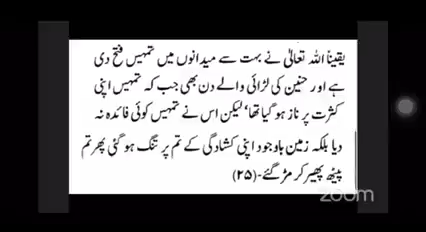 یقیناً اللہ تعالیٰ نے بہت سے میدانوں میں تمہیں فتح دی
ہے اور حنین کی لڑائی والے دن بھی جب کہ تمہیں اپنی
کثرت پر ناز ہو گیا تھا، لیکن اس نے تمہیں کوئی فائدہ نہ
دیا بلکہ زمین باوجود اپنی کشادگی کے تم پر تنگ ہو گئی پھر تم
پیٹھ پھیر کر مڑ گئے۔(۲۵)
zoom